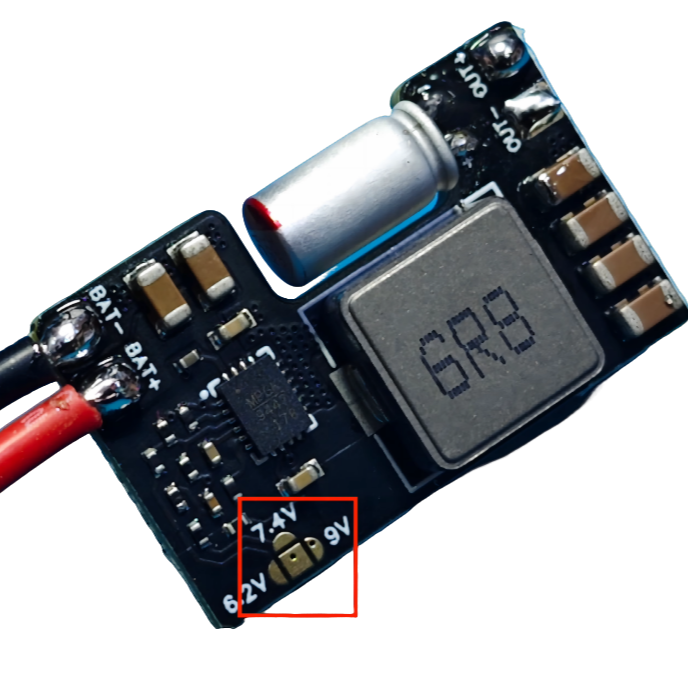 OUT+
OUT-
BAT-
BAT+
6R8
7.4V
9V
6.2V